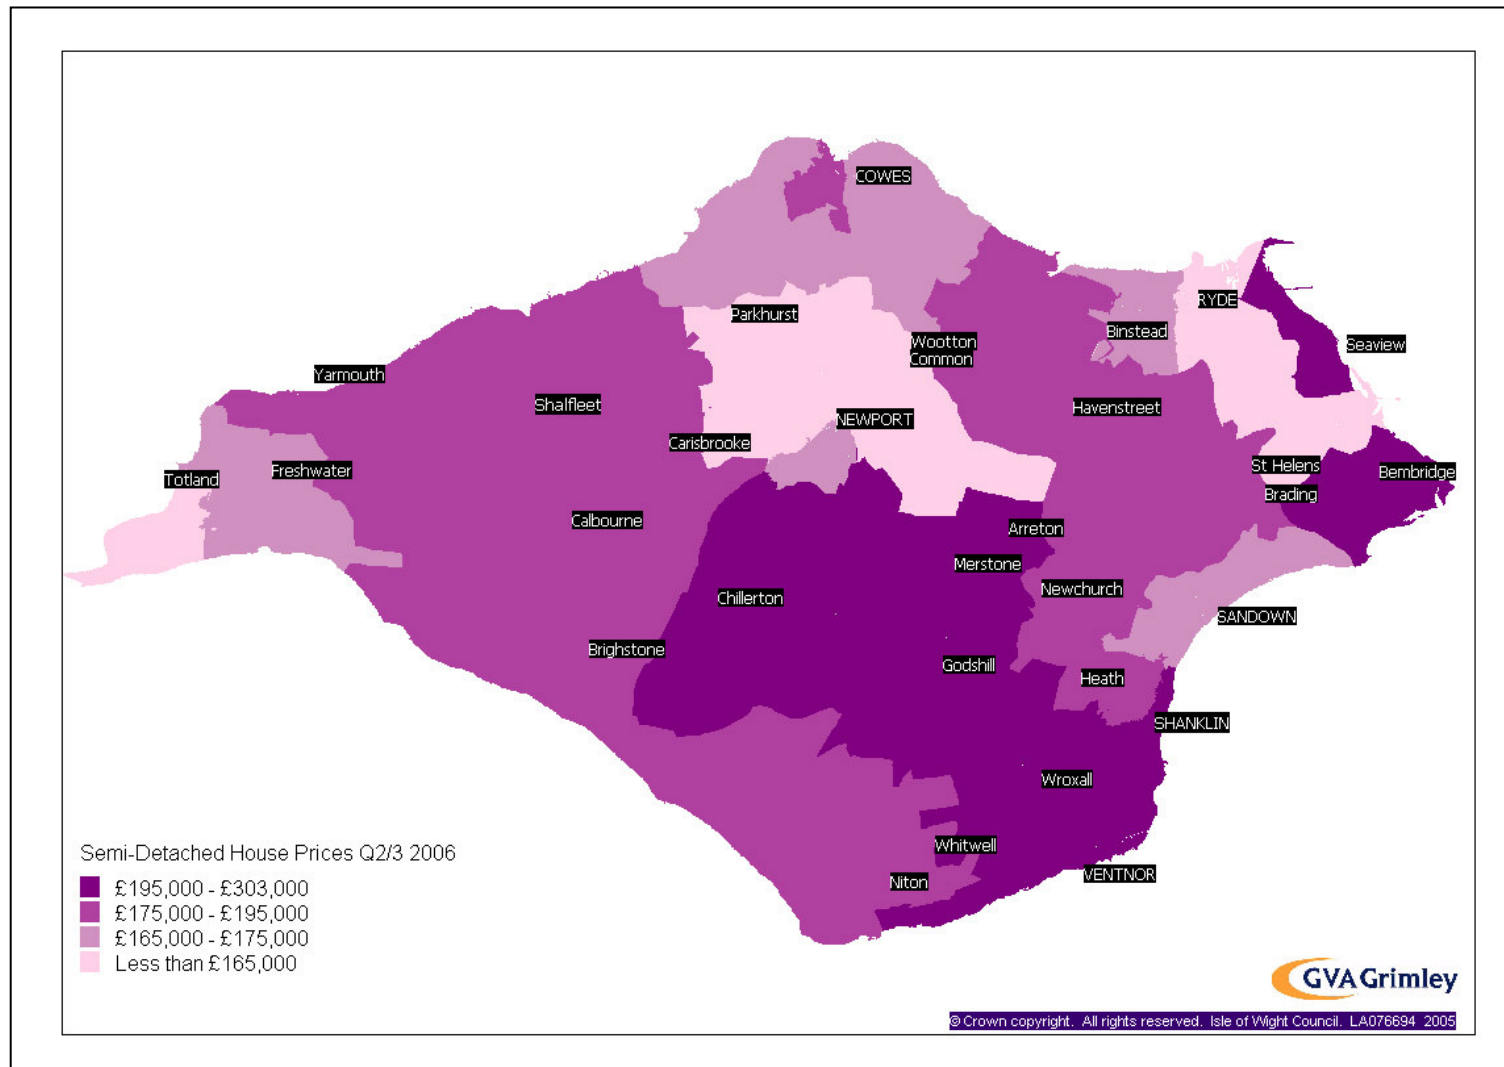 COWES
Parkhurst
RYDE
Binstead
Wootton
Common
Seaview
Yarmouth
Shalfleet
Havenstreet
NEWPORT
Carisbrooke
Totland
Freshwater
St Helens
Bembridge
Brading
Calbourne
Arreton
Merstone
Newchurch
Chillerton
SANDOWN
Brighstone
Godshill
Heath
SHANKLIN
Wroxall
Whitwell
VENTNOR
Niton
Semi-Detached House Prices Q2/3 2006
£195,000 - £303,000
£175,000 - £195,000
£165,000 - £175,000
Less than £165,000
GVA Grimley
© Crown copyright. All rights reserved. Isle of Wight Council. LA076694 2005